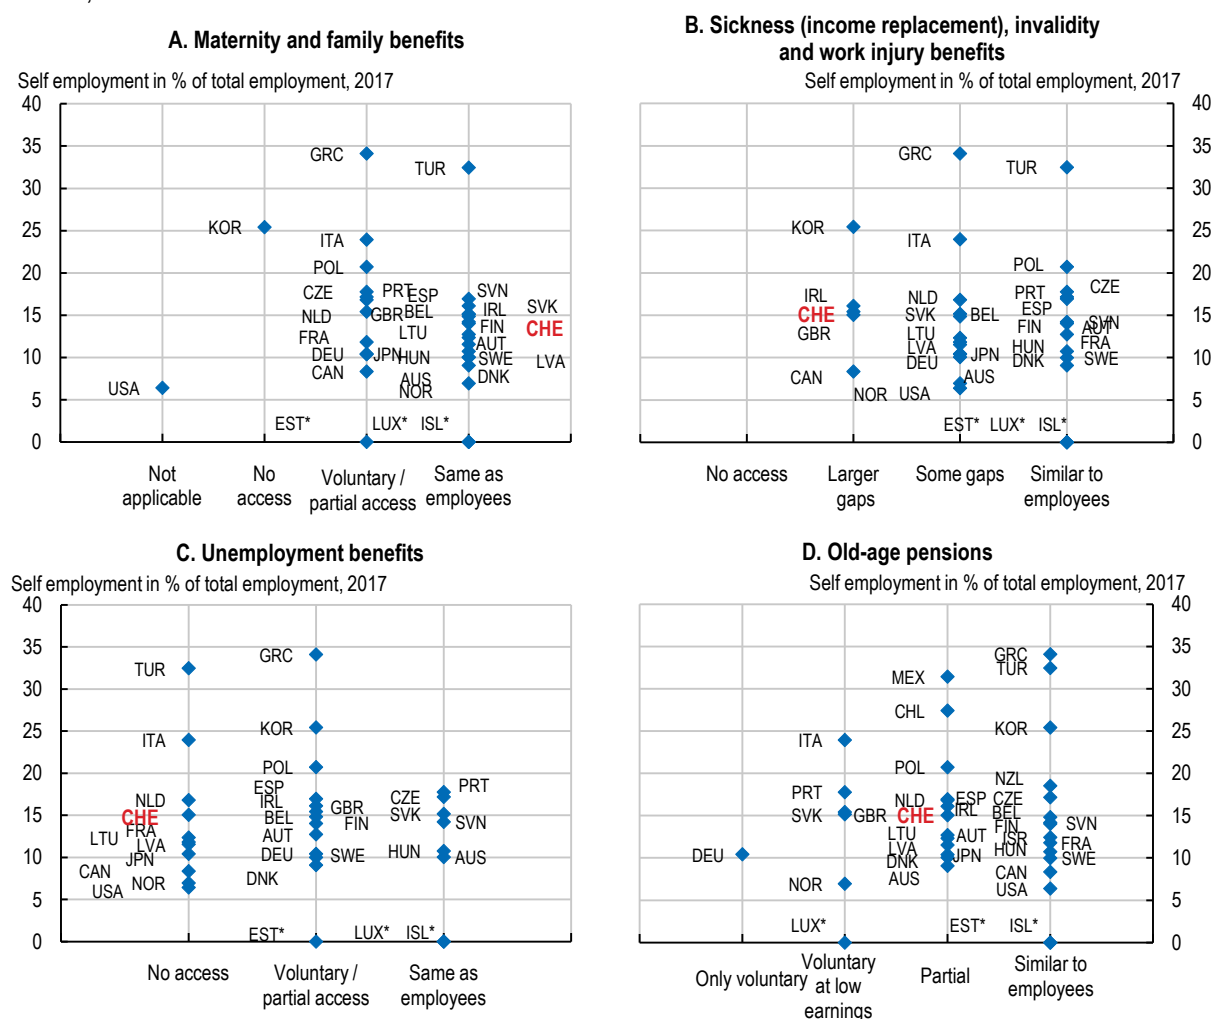 A. Maternity and family benefits
Self employment in % of total employment, 2017
40
35
30
25
20
15
10
5
0
GRC
TUR
KOR
ITA
POL
CZE
PRT
ESP
SVN
NLD
GBR
BEL
IRL
SVK
CHE
FRA
LTU
FIN
AUT
DEU
JPN
HUN
SWE
LVA
CAN
AUS
DNK
NOR
USA
EST*
LUX*
ISL*
Not applicable
No access
Voluntary / partial access
Same as employees
B. Sickness (income replacement), invalidity
and work injury benefits
Self employment in % of total employment, 2017
40
35
30
25
20
15
10
5
0
GRC
TUR
KOR
ITA
POL
CZE
IRL
NLD
PRT
CHE
SVK
BEL
ESP
GBR
LTU
FIN
AUT
SVN
LVA
HUN
FRA
DEU
JPN
DNK
SWE
CAN
AUS
NOR
USA
EST*
LUX*
ISL*
No access
Larger gaps
Some gaps
Similar to employees
C. Unemployment benefits
Self employment in % of total employment, 2017
40
35
30
25
20
15
10
5
0
GRC
TUR
KOR
ITA
POL
ESP
PRT
NLD
IRL
GBR
CZE
CHE
BEL
SVK
FRA
FIN
SVN
LTU
LVA
AUT
JPN
DEU
SWE
HUN
AUS
CAN
NOR
DNK
USA
EST*
LUX*
ISL*
No access
Voluntary / partial access
Same as employees
D. Old-age pensions
Self employment in % of total employment, 2017
40
35
30
25
20
15
10
5
0
GRC
TUR
MEX
CHL
KOR
ITA
POL
NZL
PRT
NLD
ESP
CZE
SVK
GBR
CHE
IRL
BEL
FIN
SVN
LTU
AUT
ISR
FRA
LVA
HUN
DEU
DNK
JPN
SWE
AUS
CAN
NOR
USA
LUX*
EST*
ISL*
Only voluntary
Voluntary at low earnings
Partial
Similar to employees